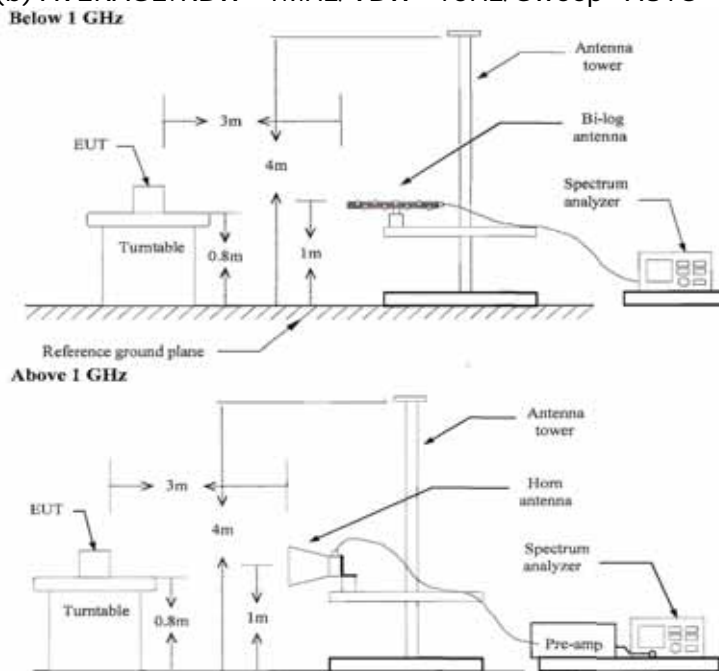 Below 1 GHz
Antenna
tower
3m
EUT
Bi-log
antenna
4m
Spectrum
analyzer
Turntable
0.8m
1m
Reference ground plane
Above 1 GHz
Antenna
tower
3m
Horn
antenna
EUT
4m
Spectrum
analyzer
Turntable
0.8m
1m
Pre-amp